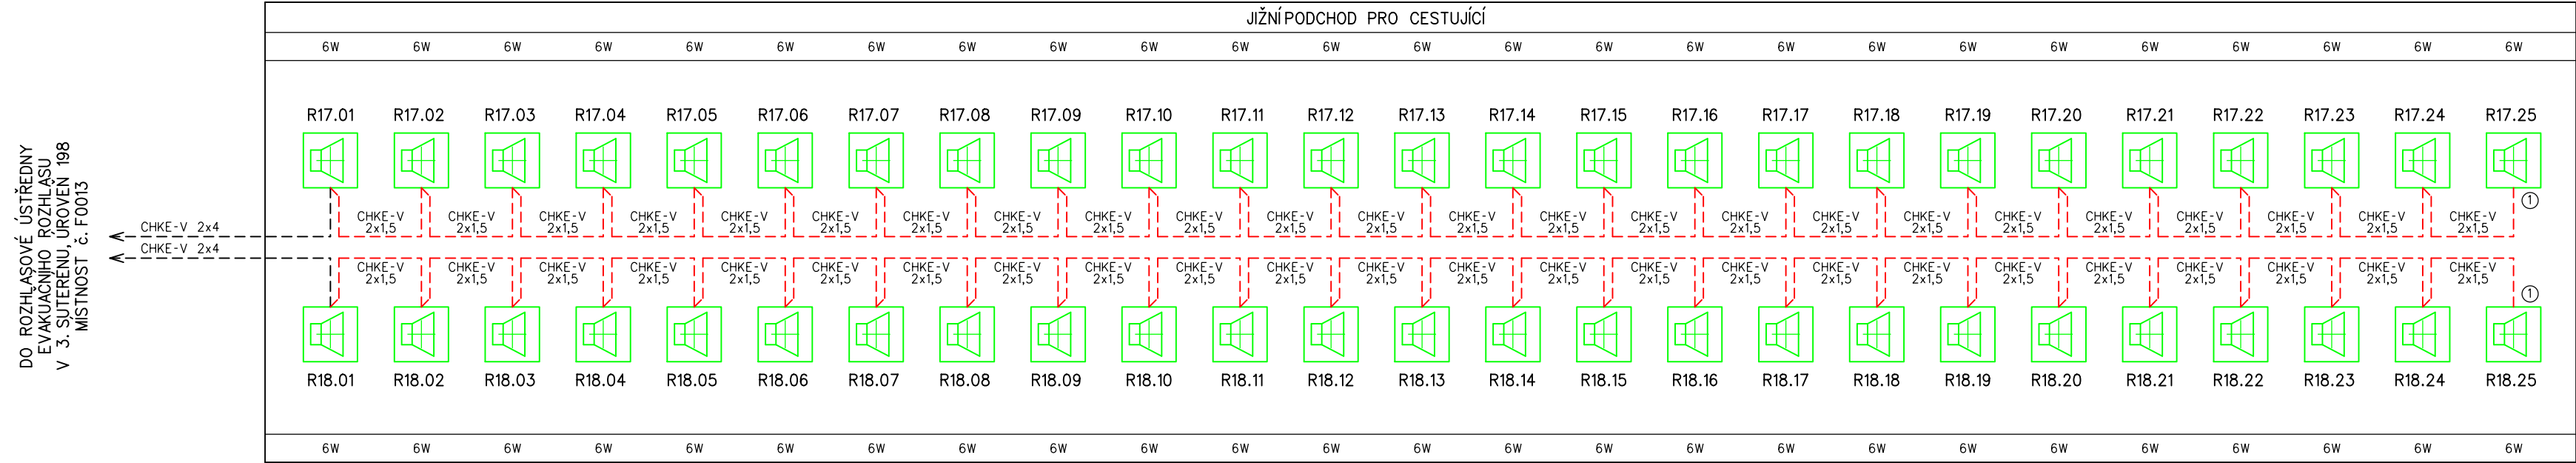 JIŽNÍ PODCHOD PRO CESTUJÍCÍ
6W 6W 6W 6W 6W 6W 6W 6W 6W 6W 6W 6W 6W 6W 6W 6W 6W 6W 6W 6W 6W 6W 6W 6W 6W
R17.01 R17.02 R17.03 R17.04 R17.05 R17.06 R17.07 R17.08 R17.09 R17.10 R17.11 R17.12 R17.13 R17.14 R17.15 R17.16 R17.17 R17.18 R17.19 R17.20 R17.21 R17.22 R17.23 R17.24 R17.25
1
DO ROZHLASOVÉ ÚSTŘEDNY
EVAKUAČNÍHO ROZHLASU
V 3. SUTERÉNU, ÚROVEŇ 198
MÍSTNOST č. F0013
CHKE-V CHKE-V CHKE-V CHKE-V CHKE-V CHKE-V CHKE-V CHKE-V CHKE-V CHKE-V CHKE-V CHKE-V CHKE-V CHKE-V CHKE-V CHKE-V CHKE-V CHKE-V CHKE-V CHKE-V CHKE-V CHKE-V CHKE-V CHKE-V
2x1,5 2x1,5 2x1,5 2x1,5 2x1,5 2x1,5 2x1,5 2x1,5 2x1,5 2x1,5 2x1,5 2x1,5 2x1,5 2x1,5 2x1,5 2x1,5 2x1,5 2x1,5 2x1,5 2x1,5 2x1,5 2x1,5 2x1,5 2x1,5
CHKE-V 2x4
CHKE-V 2x4
CHKE-V CHKE-V CHKE-V CHKE-V CHKE-V CHKE-V CHKE-V CHKE-V CHKE-V CHKE-V CHKE-V CHKE-V CHKE-V CHKE-V CHKE-V CHKE-V CHKE-V CHKE-V CHKE-V CHKE-V CHKE-V CHKE-V CHKE-V CHKE-V
2x1,5 2x1,5 2x1,5 2x1,5 2x1,5 2x1,5 2x1,5 2x1,5 2x1,5 2x1,5 2x1,5 2x1,5 2x1,5 2x1,5 2x1,5 2x1,5 2x1,5 2x1,5 2x1,5 2x1,5 2x1,5 2x1,5 2x1,5 2x1,5
1
R18.01 R18.02 R18.03 R18.04 R18.05 R18.06 R18.07 R18.08 R18.09 R18.10 R18.11 R18.12 R18.13 R18.14 R18.15 R18.16 R18.17 R18.18 R18.19 R18.20 R18.21 R18.22 R18.23 R18.24 R18.25
6W 6W 6W 6W 6W 6W 6W 6W 6W 6W 6W 6W 6W 6W 6W 6W 6W 6W 6W 6W 6W 6W 6W 6W 6W